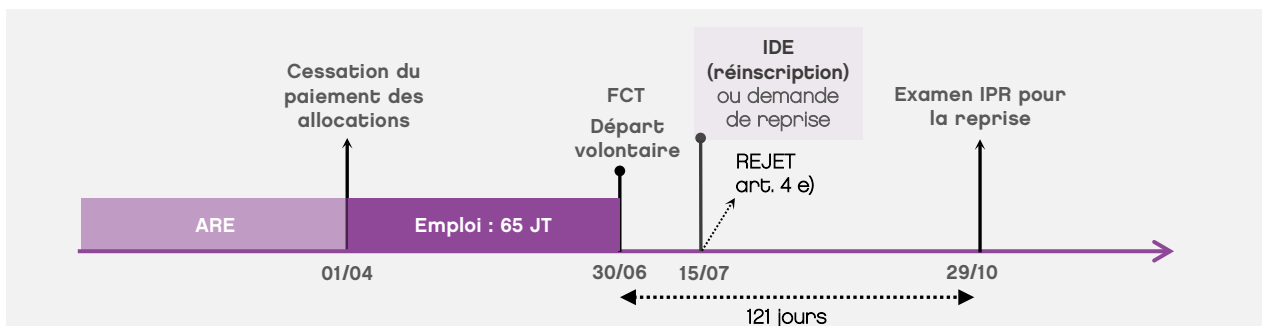 IDE
(réinscription)
ou demande
de reprise
Cessation du
paiement des
allocations
FCT
Départ
volontaire
Examen IPR pour
la reprise
REJET
art. 4 e)
ARE
Emploi : 65 JT
01/04
30/06
15/07
29/10
121 jours